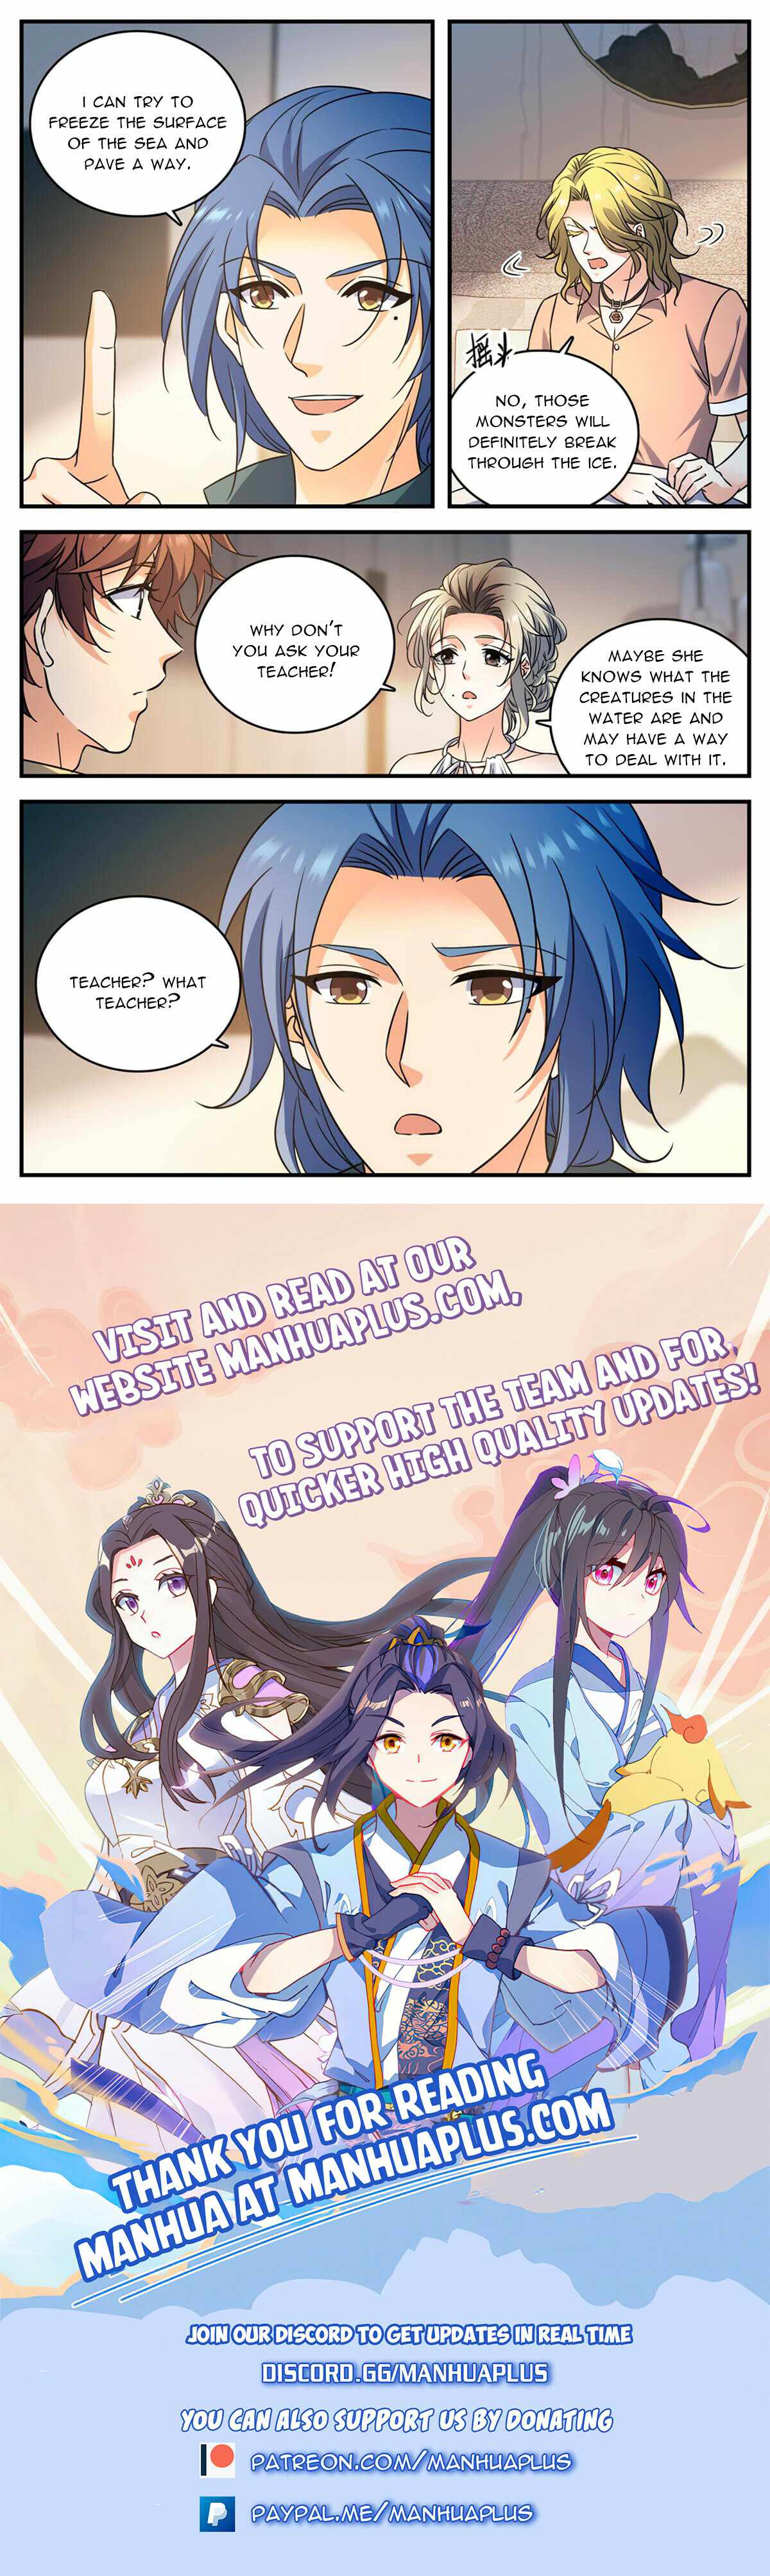 I CAN TRY TO
FREEZE THE SURFACE
OF THE SEA AND
PAVE A WAY.
摇头
NO, THOSE
MONSTERS WILL
DEFINITELY BREAK
THROUGH THE ICE.
WHY DON'T
YOU ASK YOUR
TEACHER!
MAYBE SHE
KNOWS WHAT THE
CREATURES IN THE
WATER ARE AND
MAY HAVE A WAY
TO DEAL WITH IT.
TEACHER? WHAT
TEACHER?
VISIT AND READ AT OUR
WEBSITE MANHUAPLUS.COM,
TO SUPPORT THE TEAM AND FOR
QUICKER HIGH QUALITY UPDATES!
THANK YOU FOR READING
MANHUA AT MANHUAPLUS.COM
JOIN OUR DISCORD TO GET UPDATES IN REAL TIME
DISCORD.GG/MANHUAPLUS
YOU CAN ALSO SUPPORT US BY DONATING
PATREON.COM/MANHUAPLUS
PAYPAL.ME/MANHUAPLUS